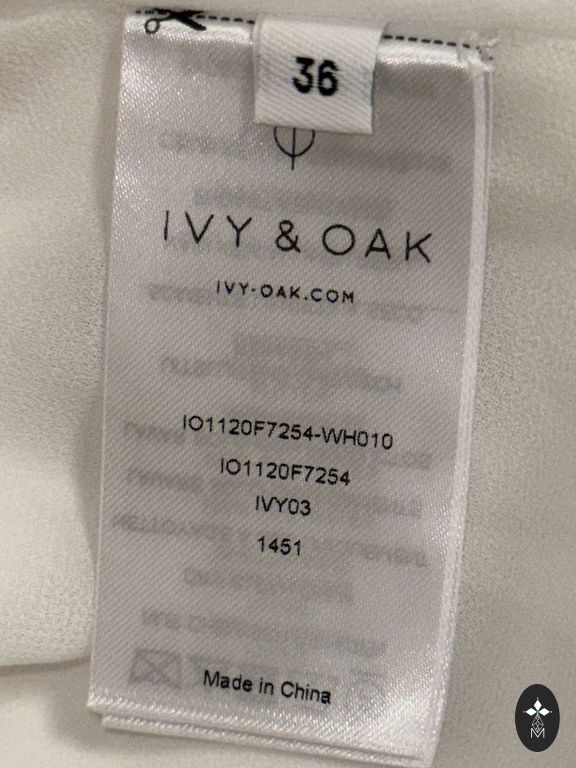 36
IVY & OAK
IVY-OAK.COM
IO1120F7254-WH010
IO1120F7254
IVY03
1451
Made in China